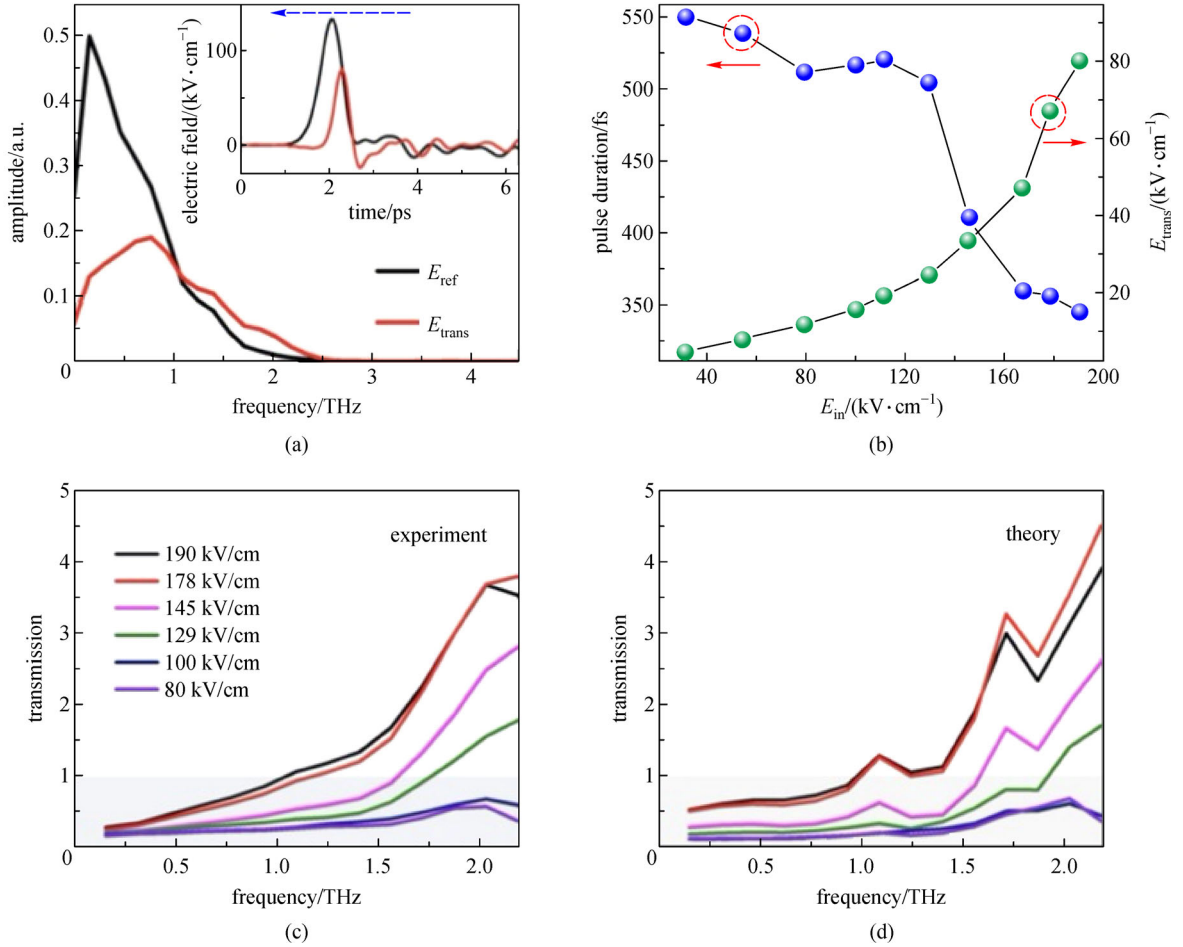 0.5
0.4
0.3
0.2
0.1
0
amplitude/a.u.
100
0
electric field/(kV·cm⁻¹)
0 2 4 6
time/ps
E_ref
E_trans
0 1 2 3 4
frequency/THz
(a)
550
500
450
400
350
pulse duration/fs
80
60
40
20
E_trans/(kV·cm⁻¹)
40 80 120 160 200
E_in/(kV·cm⁻¹)
(b)
5
4
3
2
1
0
transmission
experiment
190 kV/cm
178 kV/cm
145 kV/cm
129 kV/cm
100 kV/cm
80 kV/cm
0.5 1.0 1.5 2.0
frequency/THz
(c)
5
4
3
2
1
0
transmission
theory
0.5 1.0 1.5 2.0
frequency/THz
(d)